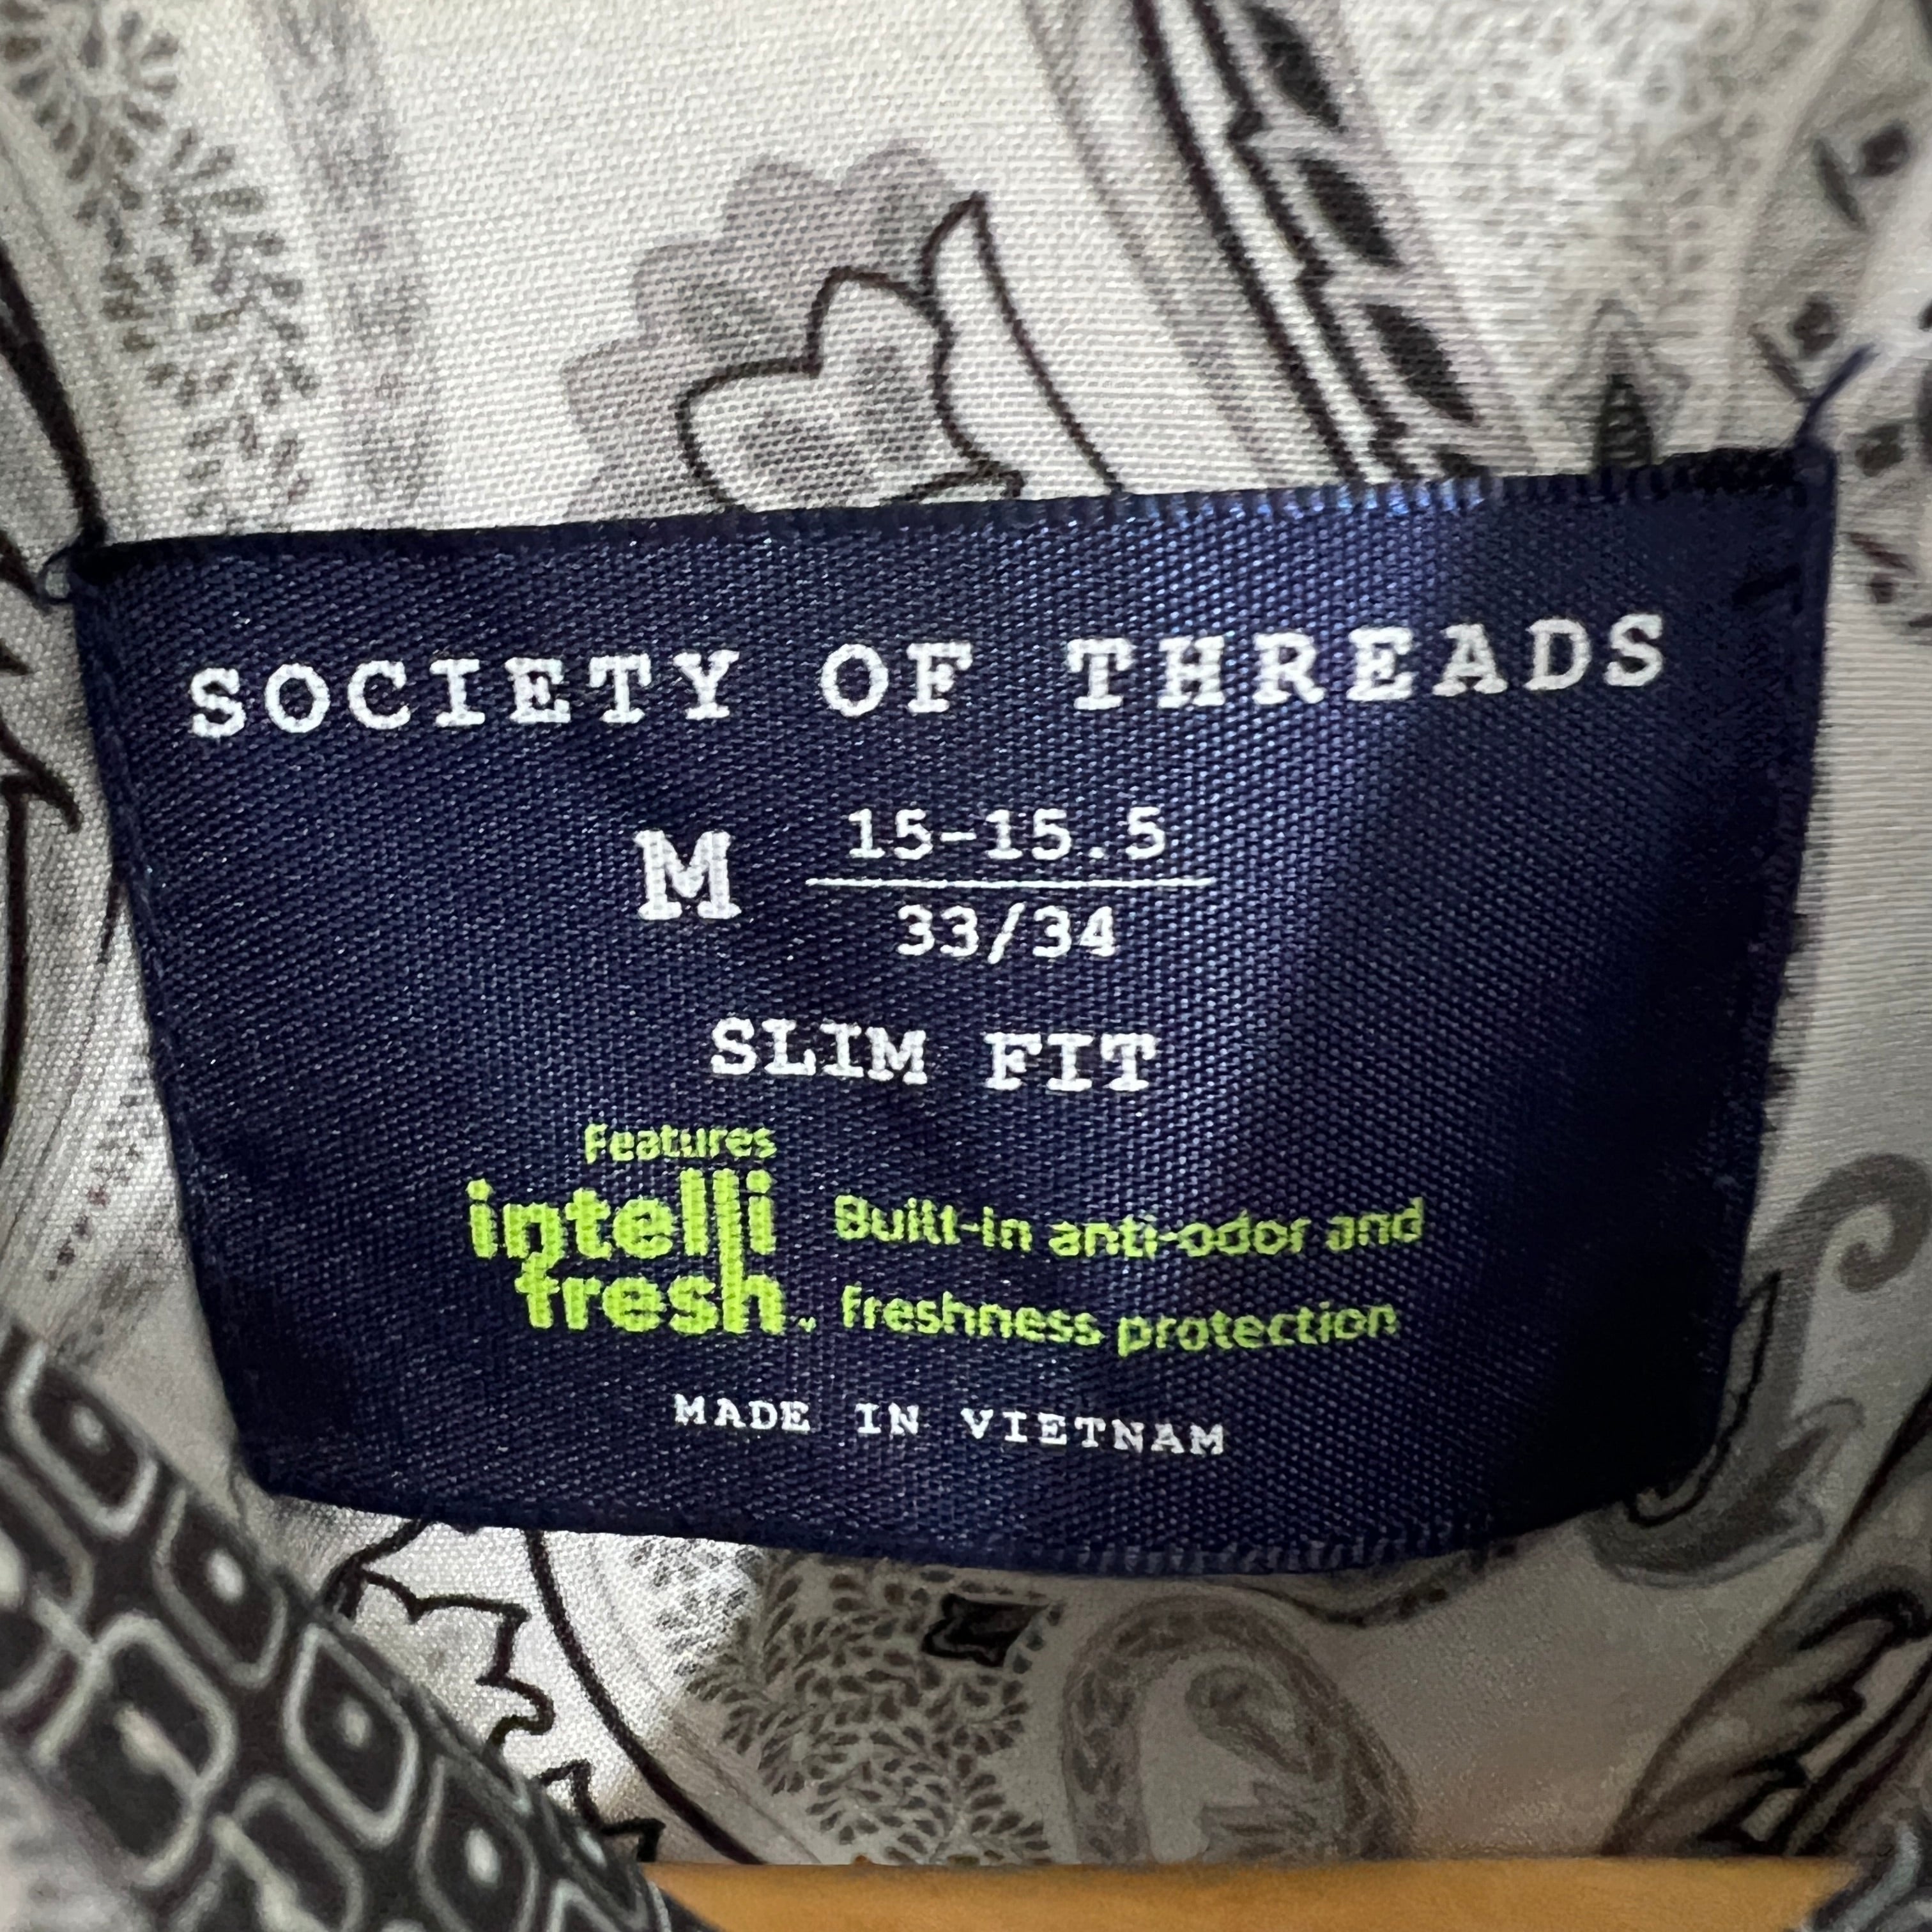 SOCIETY OF THREADS
M 15-15.5
33/34
SLIM FIT
Features
intelli
fresh
Built-in anti-odor and
freshness protection
MADE IN VIETNAM